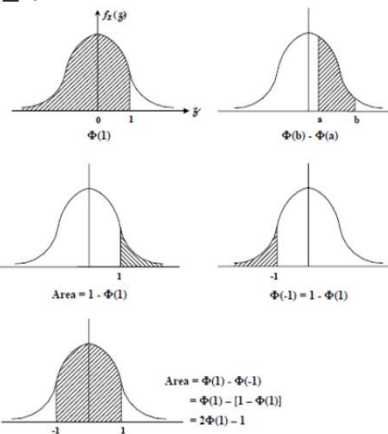 f_z(z)
0 1 z
Φ(1)
a b
Φ(b) - Φ(a)
1
Area = 1 - Φ(1)
-1
Φ(-1) = 1 - Φ(1)
-1 1
Area = Φ(1) - Φ(-1)
= Φ(1) – [1 – Φ(1)]
= 2Φ(1) – 1